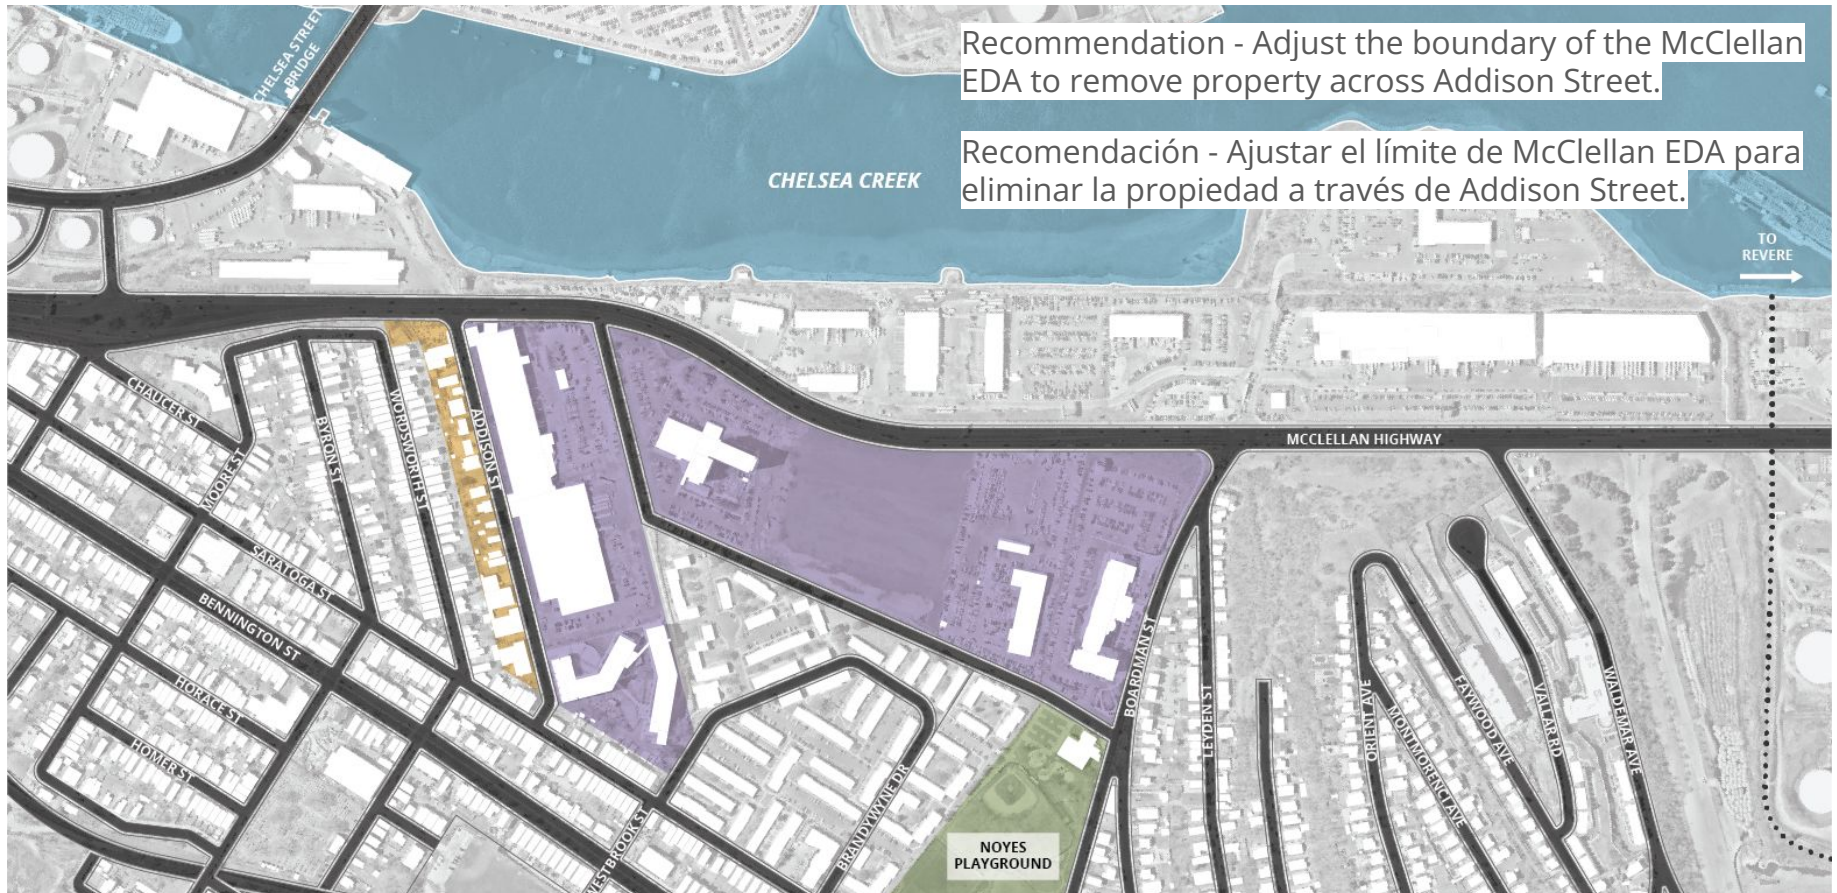 Recommendation - Adjust the boundary of the McClellan
EDA to remove property across Addison Street.
Recomendación - Ajustar el límite de McClellan EDA para
eliminar la propiedad a través de Addison Street.
CHELSEA STREET
BRIDGE
CHELSEA CREEK
TO
REVERE
MCCLELLAN HIGHWAY
CHAUCER ST
MOORE ST
BYRON ST
WORDSWORTH ST
ADDISON ST
SARATOGA ST
BENNINGTON ST
HORACE ST
HOMER ST
WESTBROOK ST
BRANDYWYNE DR
BOARDMAN ST
LEYDEN ST
ORIENT AVE
MONTMORENCI AVE
FAYWOOD AVE
VALLAR RD
WALDEMAR AVE
NOYES
PLAYGROUND